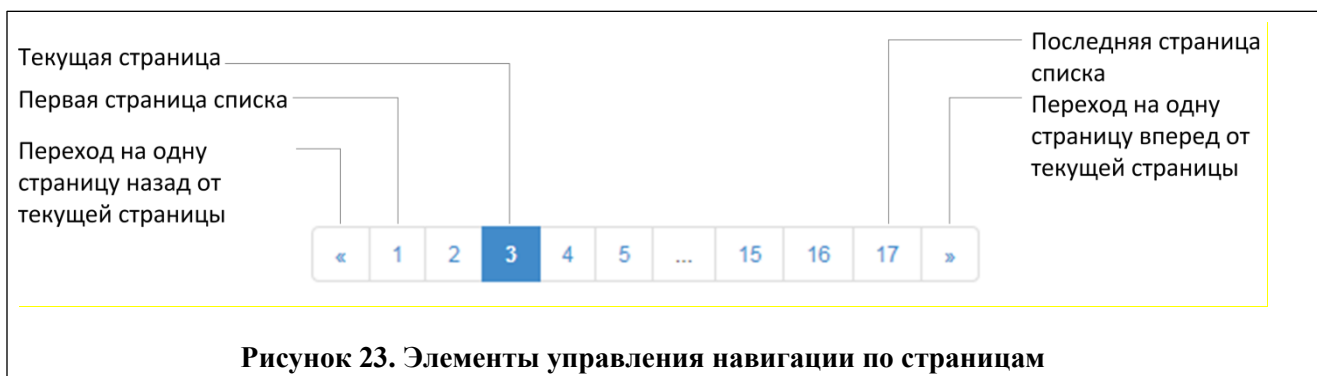 Текущая страница
Первая страница списка
Переход на одну
страницу назад от
текущей страницы
Последняя страница
списка
Переход на одну
страницу вперед от
текущей страницы
« 1 2 3 4 5 ... 15 16 17 »
Рисунок 23. Элементы управления навигации по страницам